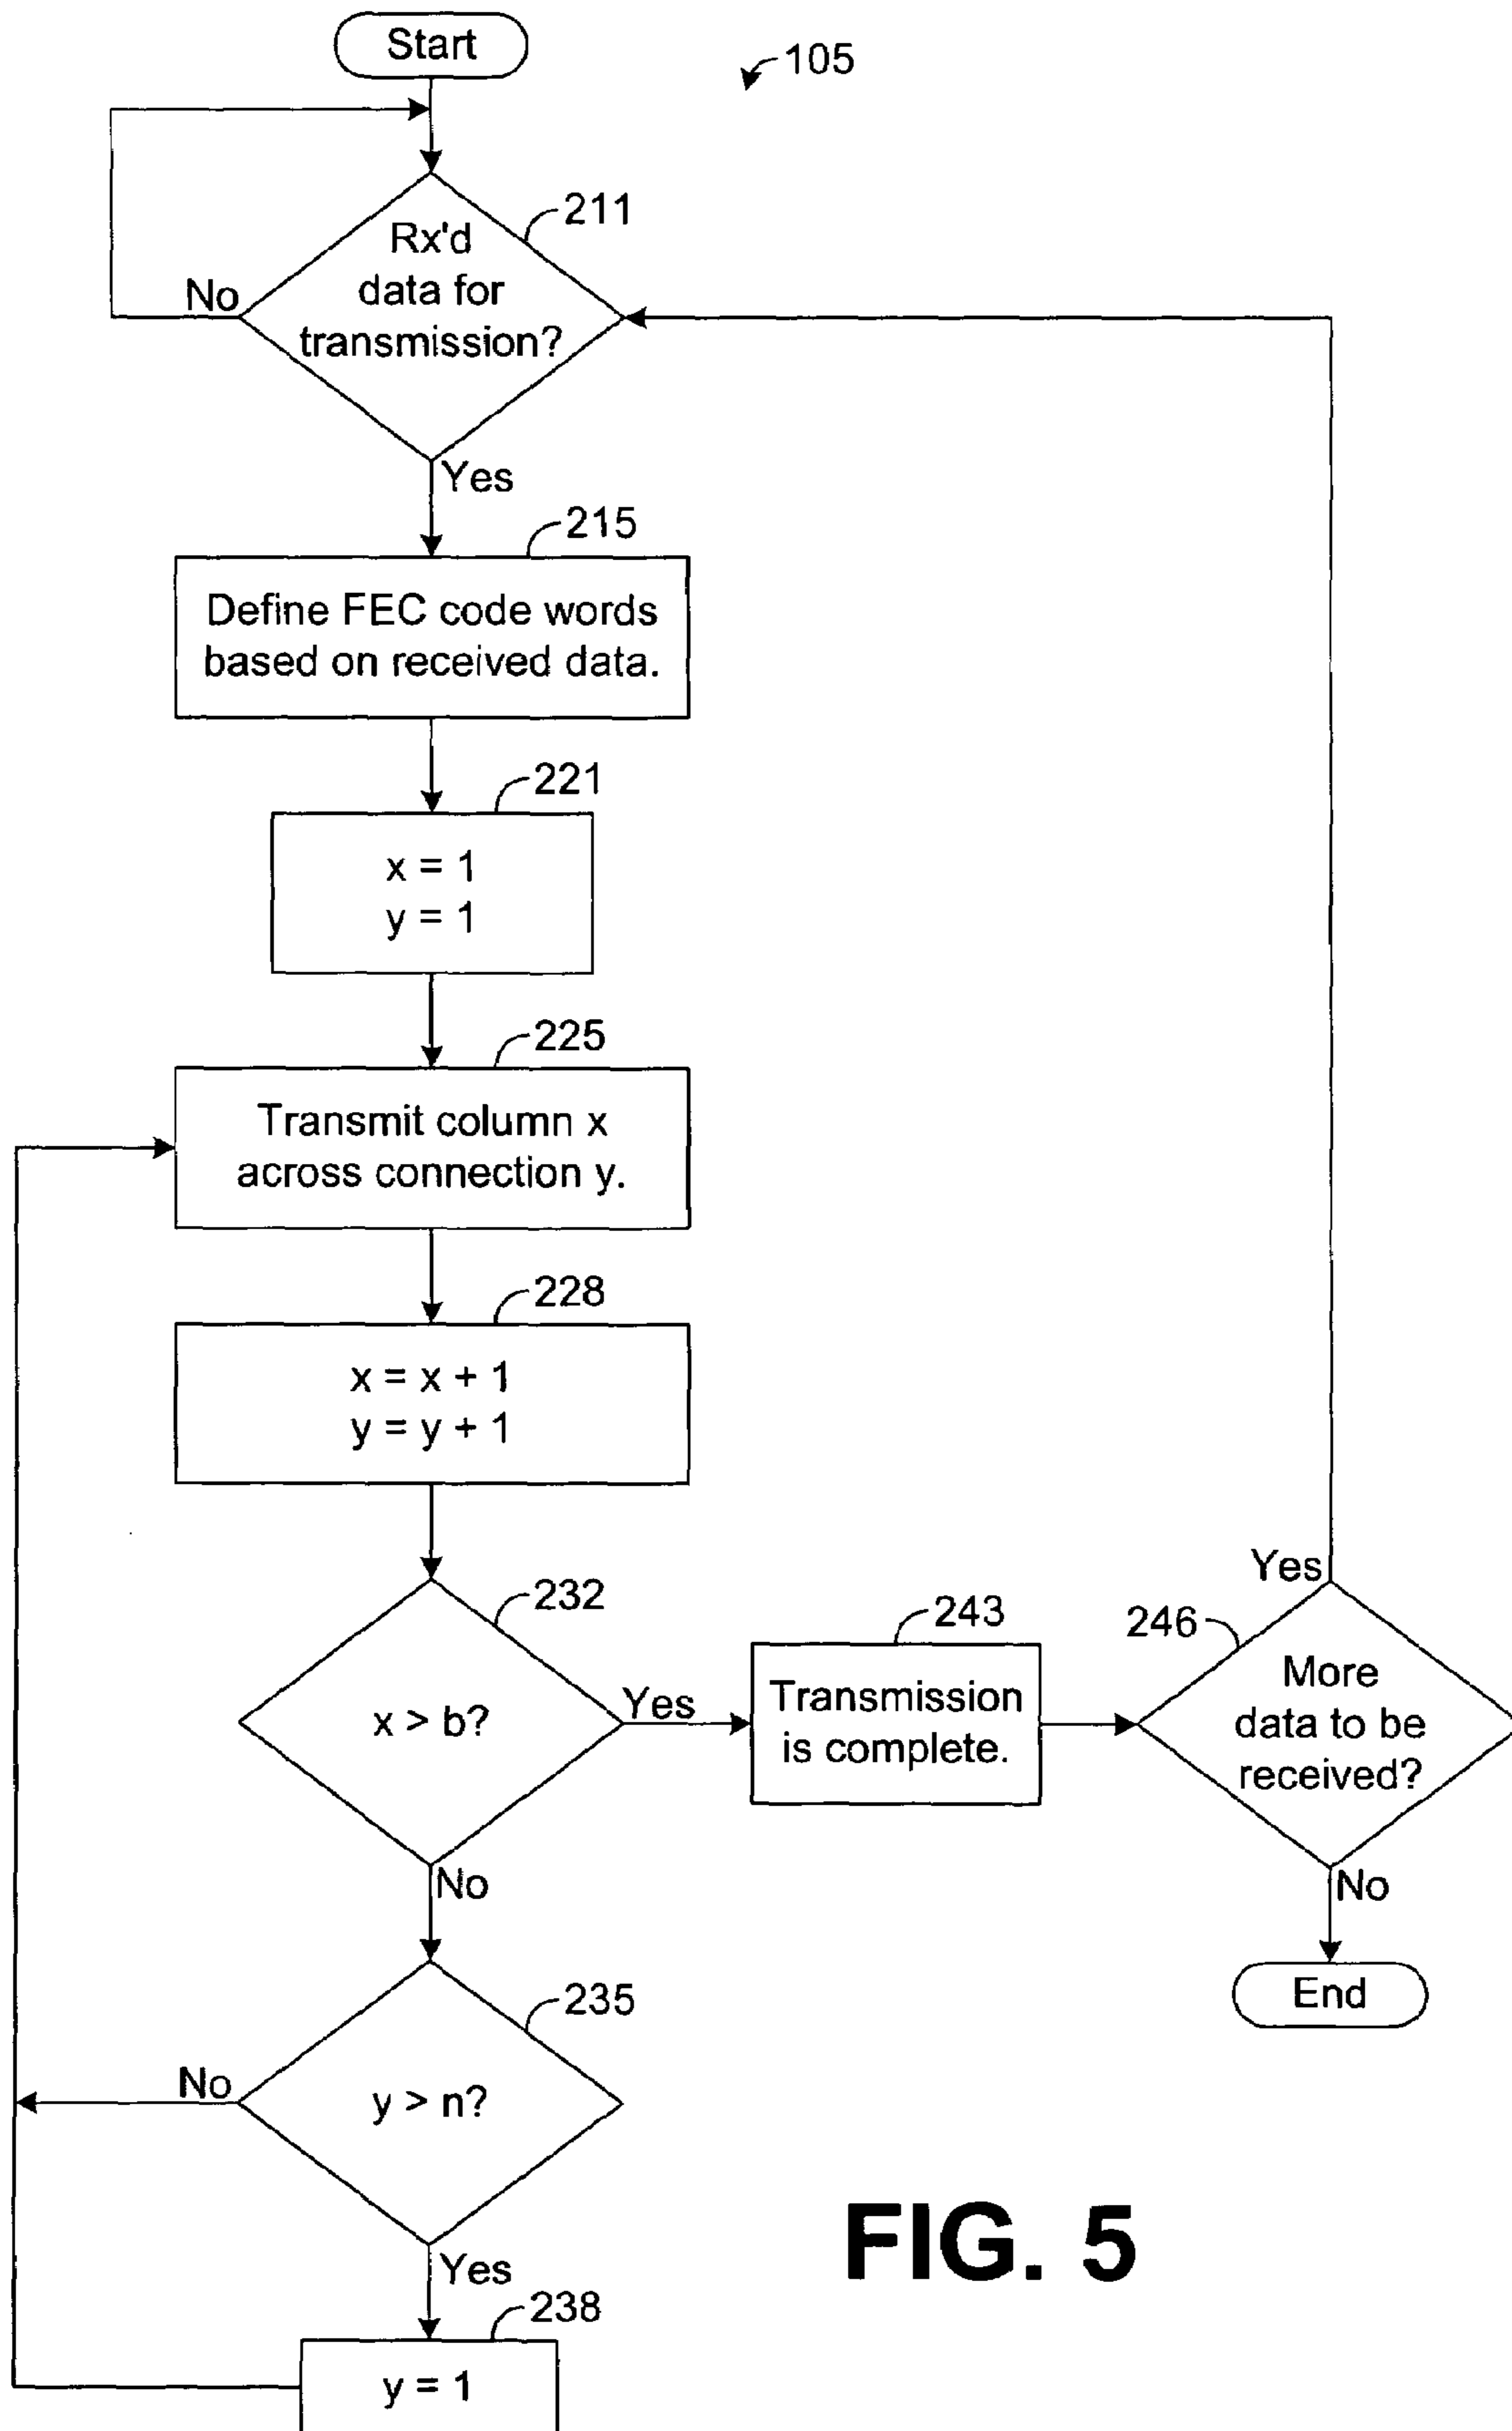 Start
105
211
Rx'd
data for
transmission?
No
Yes
215
Define FEC code words
based on received data.
221
x = 1
y = 1
225
Transmit column x
across connection y.
228
x = x + 1
y = y + 1
232
x > b?
Yes
243
Transmission
is complete.
246
Yes
More
data to be
received?
No
No
End
235
y > n?
No
Yes
238
y = 1
FIG. 5